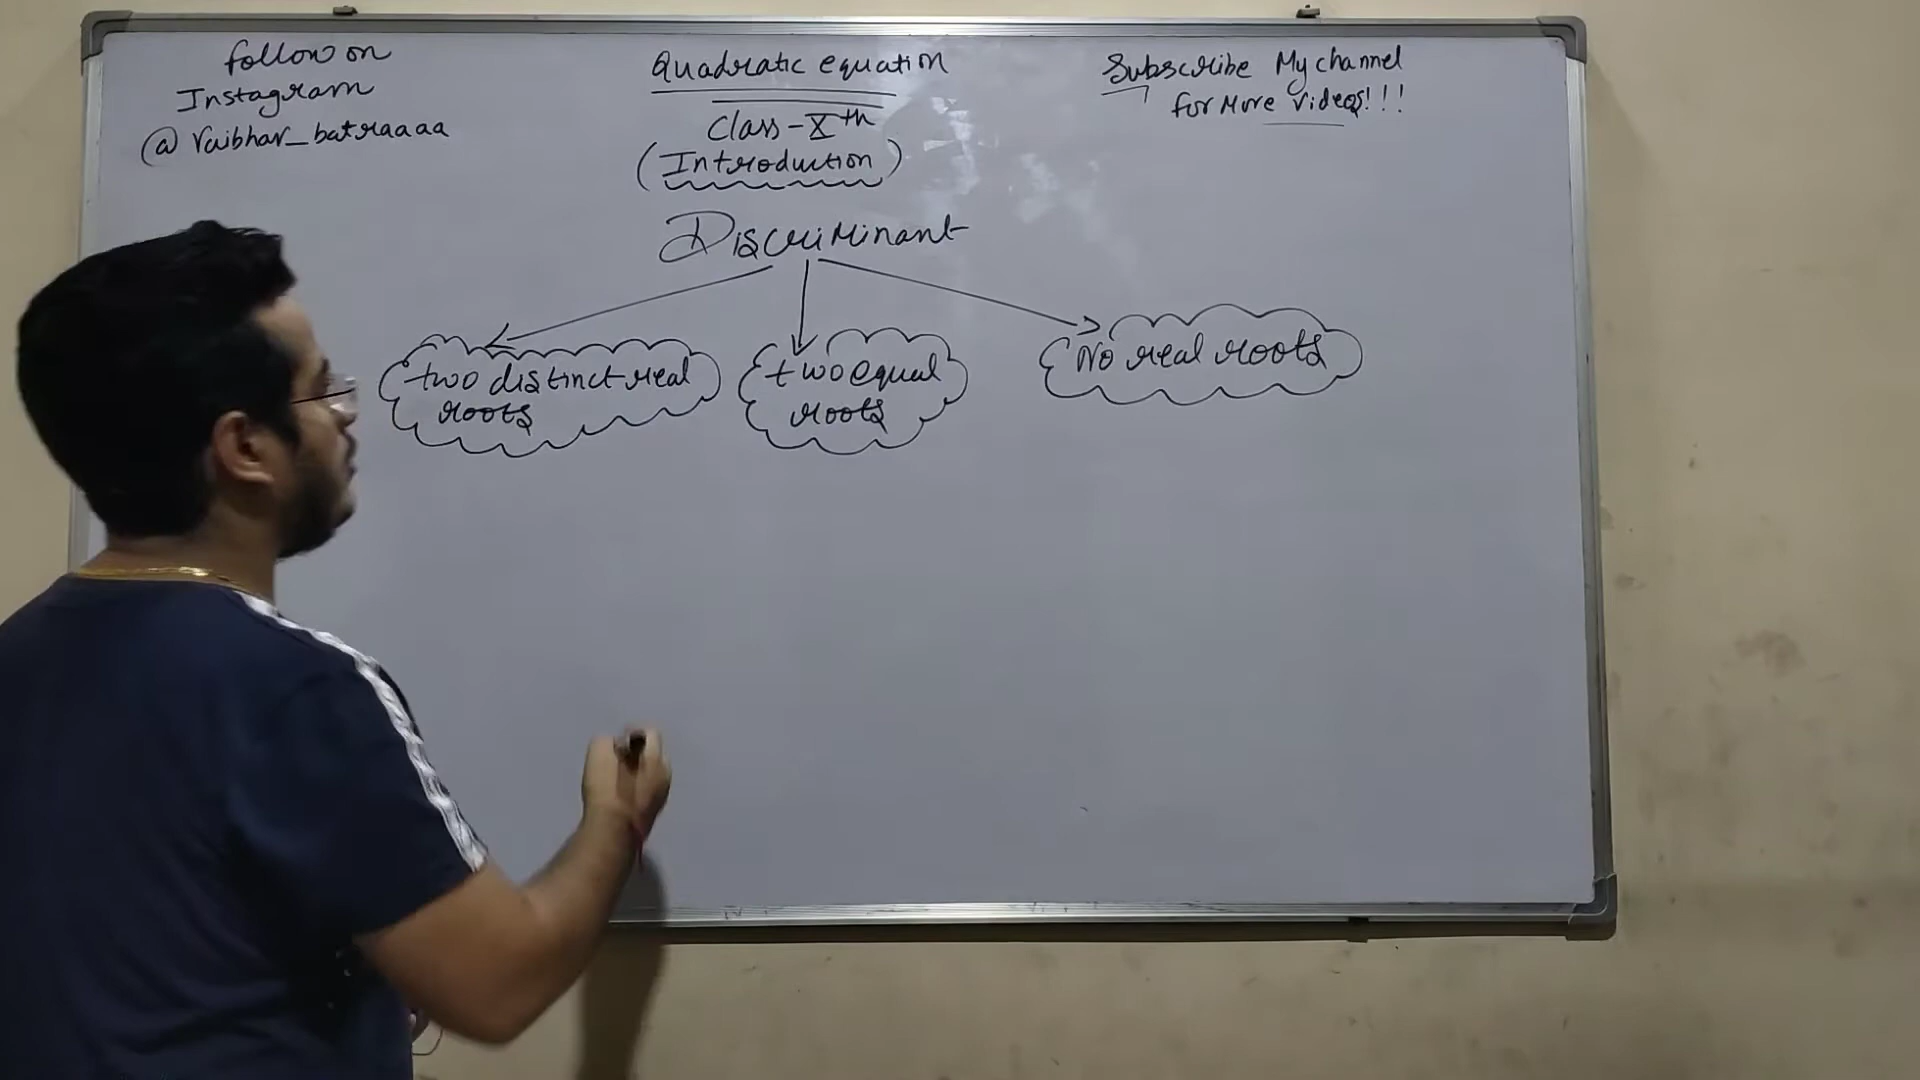 follow on
Instagram
@ vaibhav_batraaaa
Quadratic equation
Class-Xth
(Introduction)
Subscribe My channel
for More Videos!!!
Discriminant
two distinct real
roots
two equal
roots
No real roots